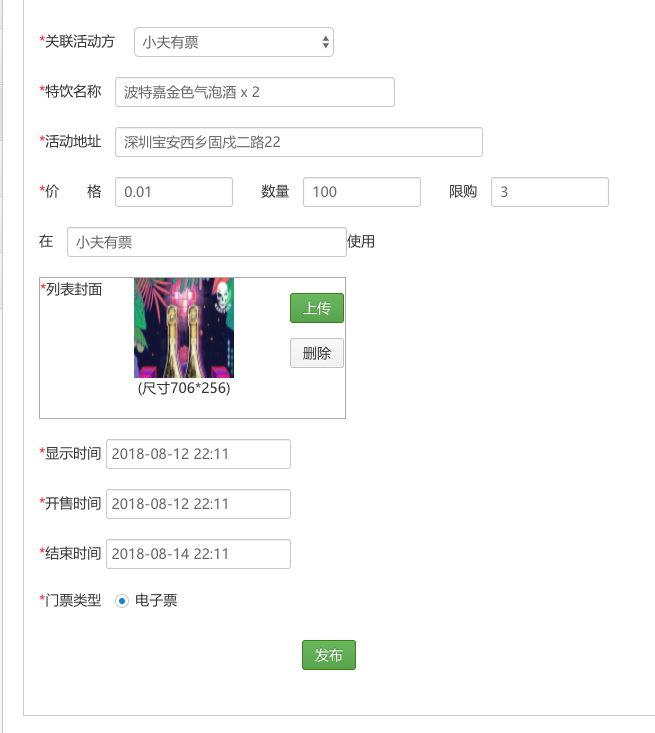 *关联活动方 小夫有票
*特饮名称 波特嘉金色气泡酒 x 2
*活动地址 深圳宝安西乡固戍二路22
*价 格 0.01 数量 100 限购 3
在 小夫有票 使用
*列表封面
上传
删除
(尺寸706*256)
*显示时间 2018-08-12 22:11
*开售时间 2018-08-12 22:11
*结束时间 2018-08-14 22:11
*门票类型 电子票
发布